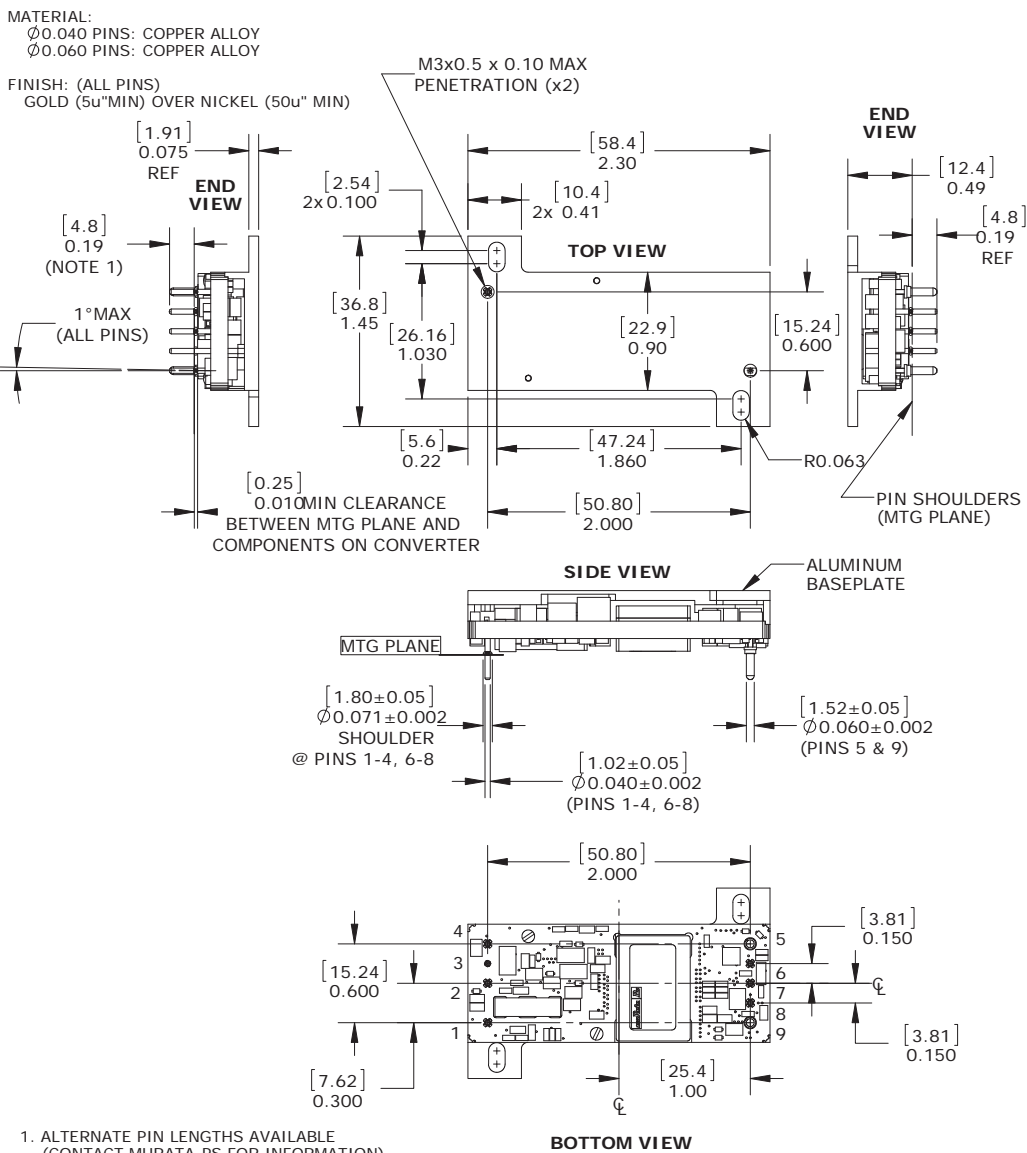 MATERIAL:
∅0.040 PINS: COPPER ALLOY
∅0.060 PINS: COPPER ALLOY
FINISH: (ALL PINS)
GOLD (5u"MIN) OVER NICKEL (50u" MIN)
M3x0.5 x 0.10 MAX
PENETRATION (x2)
[1.91]
0.075
REF
END
VIEW
[4.8]
0.19
(NOTE 1)
1°MAX
(ALL PINS)
[0.25]
0.010MIN CLEARANCE
BETWEEN MTG PLANE AND
COMPONENTS ON CONVERTER
[58.4]
2.30
[2.54]
2x 0.100
[10.4]
2x 0.41
TOP VIEW
[36.8]
1.45
[26.16]
1.030
[22.9]
0.90
[15.24]
0.600
[5.6]
0.22
[47.24]
1.860
R0.063
[50.80]
2.000
END
VIEW
[12.4]
0.49
[4.8]
0.19
REF
PIN SHOULDERS
(MTG PLANE)
SIDE VIEW
ALUMINUM
BASEPLATE
MTG PLANE
[1.80±0.05]
∅0.071±0.002
SHOULDER
@ PINS 1-4, 6-8
[1.02±0.05]
∅0.040±0.002
(PINS 1-4, 6-8)
[1.52±0.05]
∅0.060±0.002
(PINS 5 & 9)
[50.80]
2.000
4
3
2
1
5
6
7
8
9
[15.24]
0.600
[7.62]
0.300
[3.81]
0.150
℄
[3.81]
0.150
[25.4]
1.00
℄
BOTTOM VIEW
1. ALTERNATE PIN LENGTHS AVAILABLE
(CONTACT MURATA-PS FOR INFORMATION)